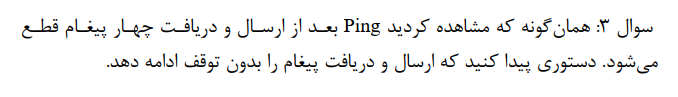 سوال ۳: همان‌گونه که مشاهده کردید Ping بعد از ارسال و دریافت چهار پیغام قطع
می‌شود. دستوری پیدا کنید که ارسال و دریافت پیغام را بدون توقف ادامه دهد.